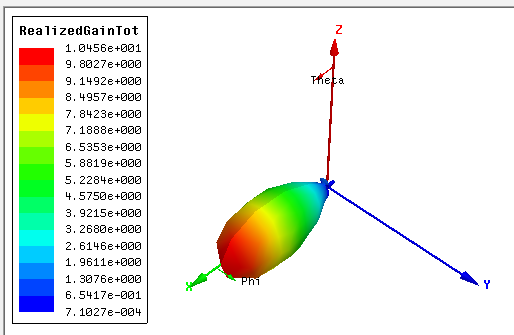 RealizedGainTot
1.0456e+001
9.8027e+000
9.1492e+000
8.4957e+000
7.8423e+000
7.1888e+000
6.5353e+000
5.8819e+000
5.2284e+000
4.5750e+000
3.9215e+000
3.2680e+000
2.6146e+000
1.9611e+000
1.3076e+000
6.5417e-001
7.1027e-004
Z
Theta
Phi
X
Y